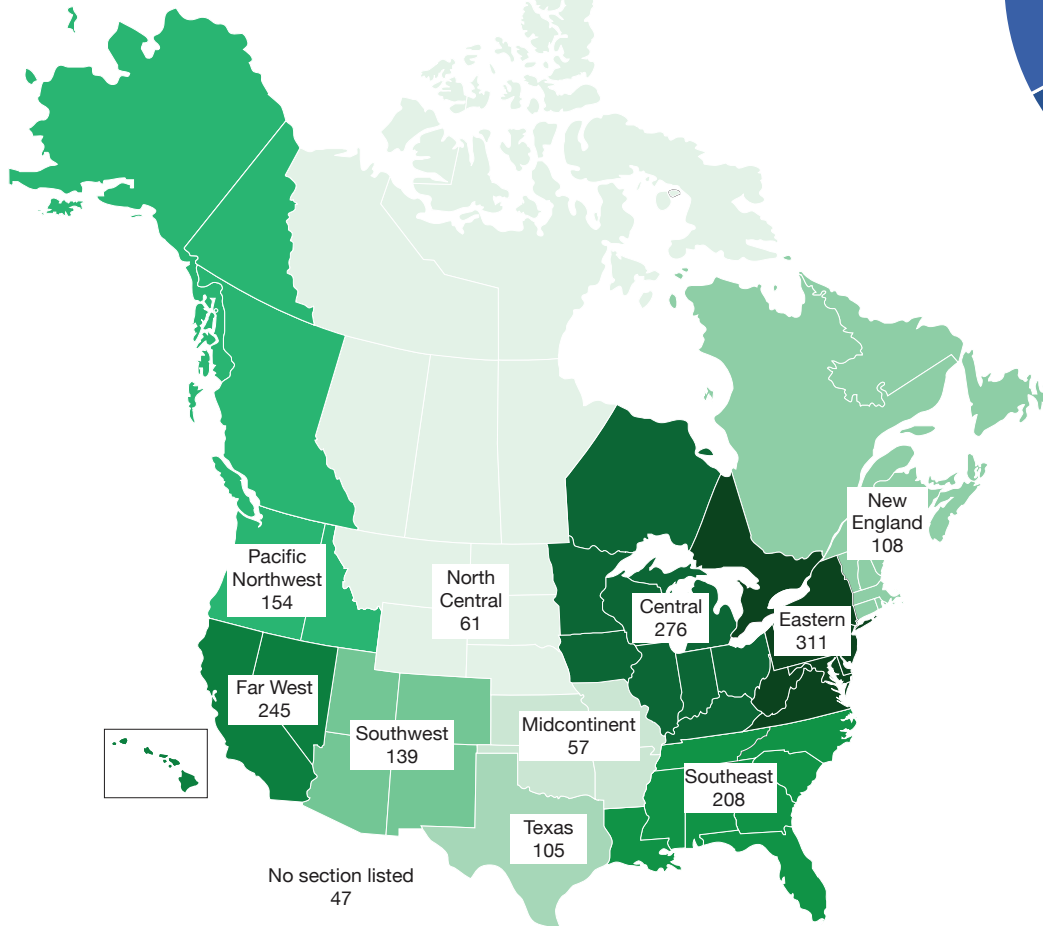 New
England
108
Pacific
Northwest
154
North
Central
61
Central
276
Eastern
311
Far West
245
Southwest
139
Midcontinent
57
Southeast
208
Texas
105
No section listed
47